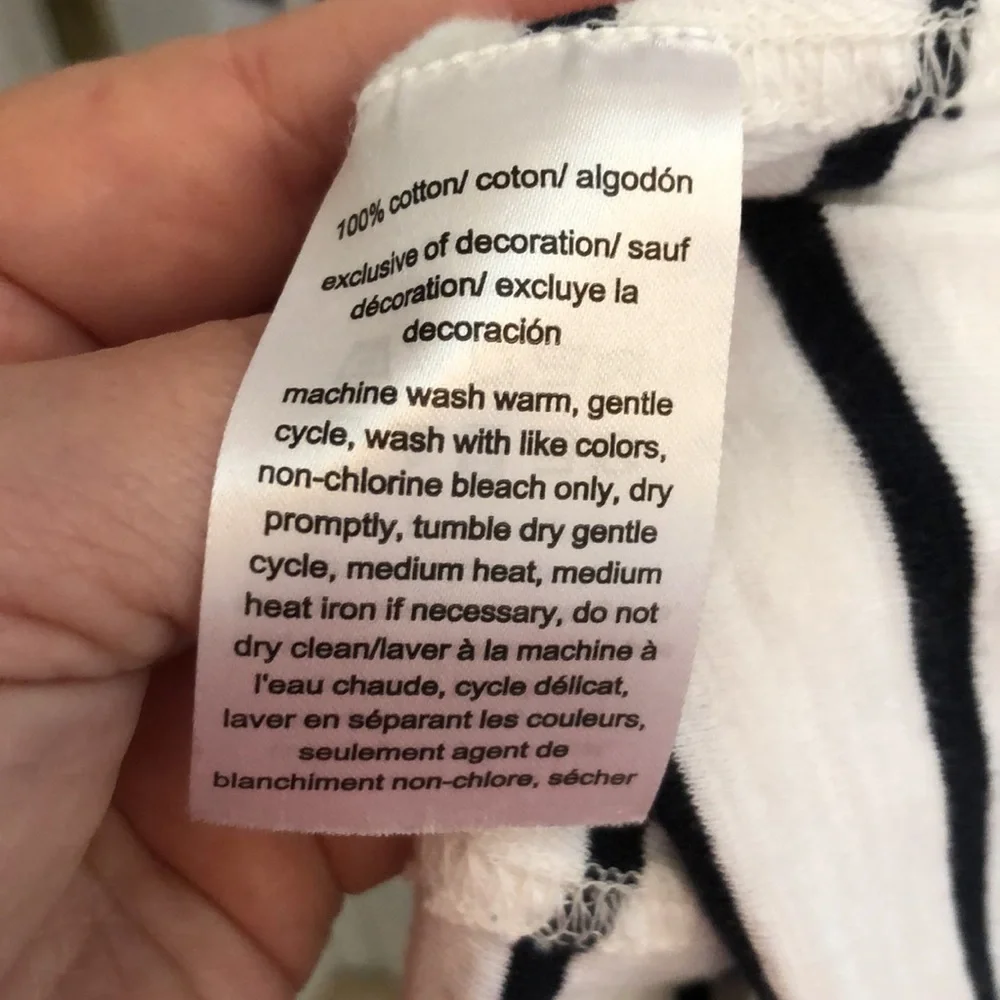 100% cotton/ coton/ algodón
exclusive of decoration/ sauf
décoration/ excluye la
decoración
machine wash warm, gentle
cycle, wash with like colors,
non-chlorine bleach only, dry
promptly, tumble dry gentle
cycle, medium heat, medium
heat iron if necessary, do not
dry clean/laver à la machine à
l'eau chaude, cycle délicat,
laver en séparant les couleurs,
seulement agent de
blanchiment non-chlore, sécher